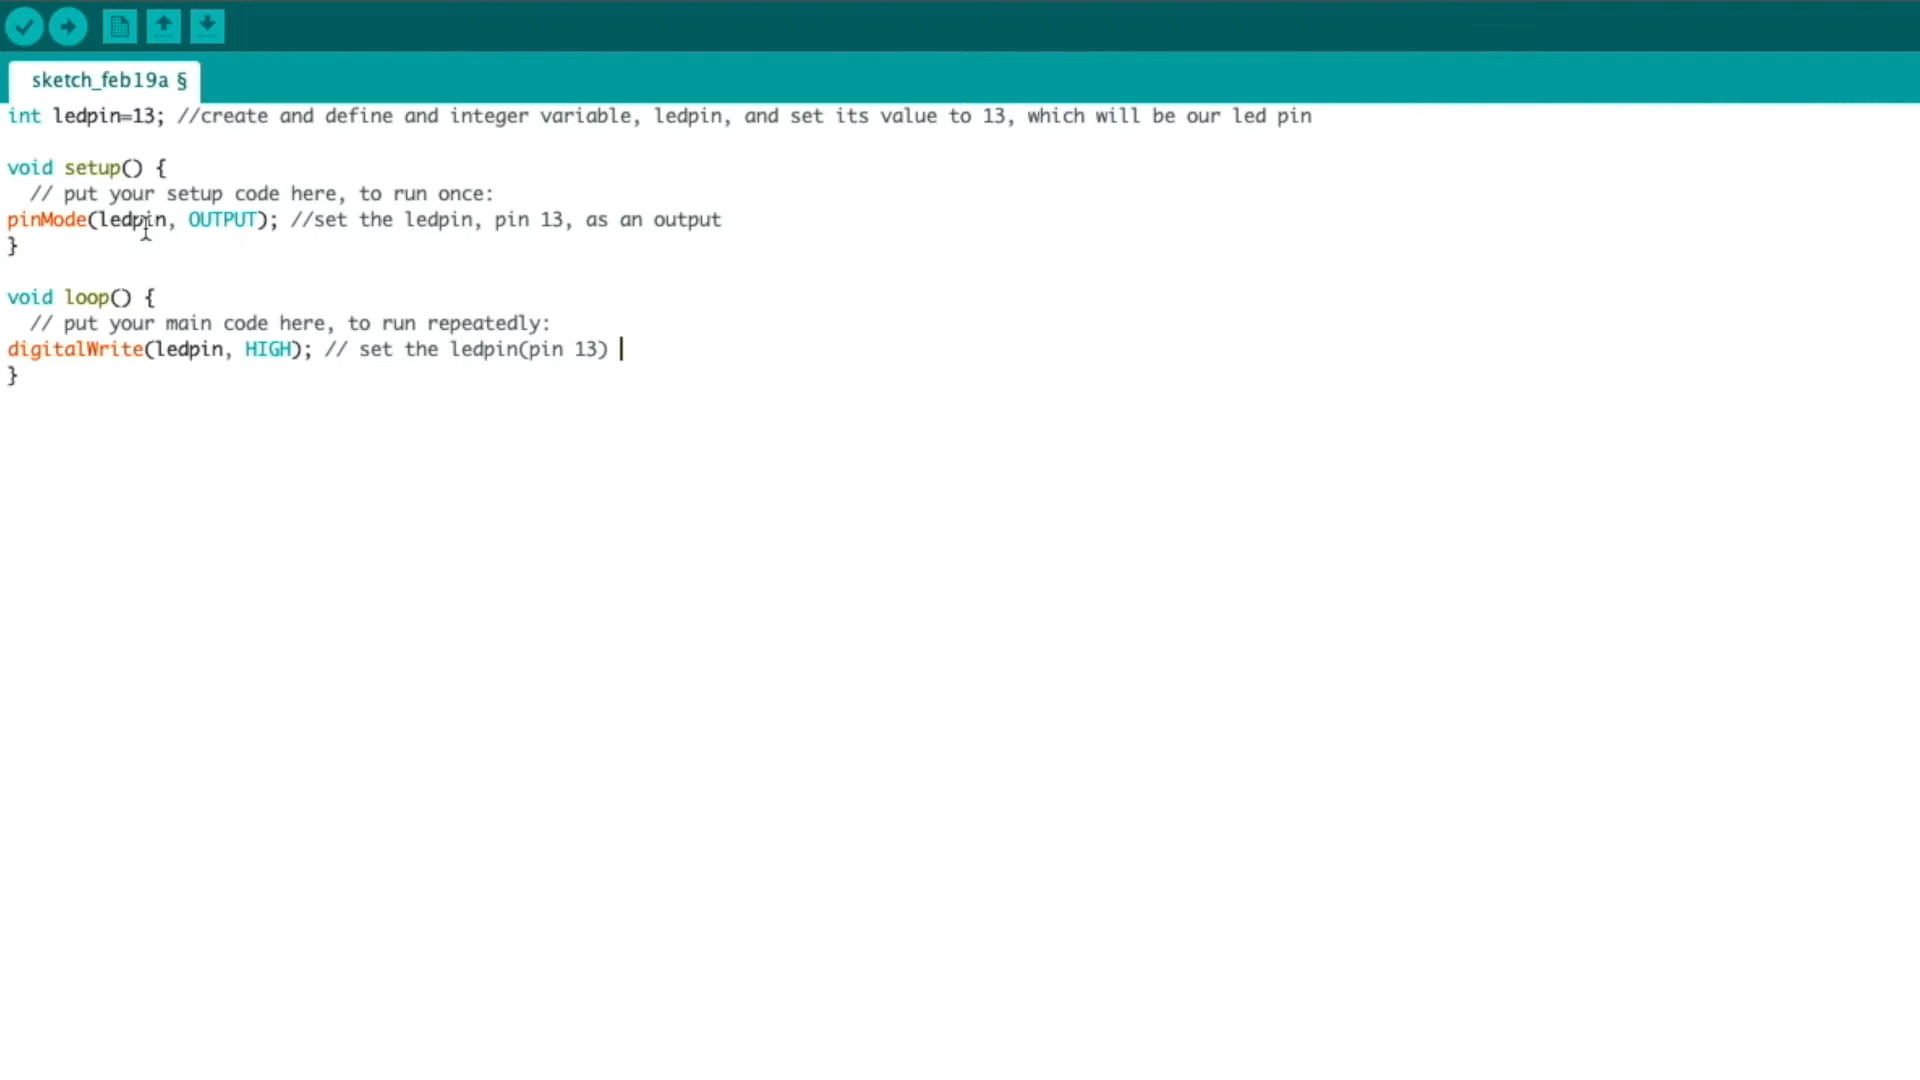 sketch_feb19a §
int ledpin=13; //create and define and integer variable, ledpin, and set its value to 13, which will be our led pin
void setup() {
// put your setup code here, to run once:
pinMode(ledpin, OUTPUT); //set the ledpin, pin 13, as an output
}
void loop() {
// put your main code here, to run repeatedly:
digitalWrite(ledpin, HIGH); // set the ledpin(pin 13)
}